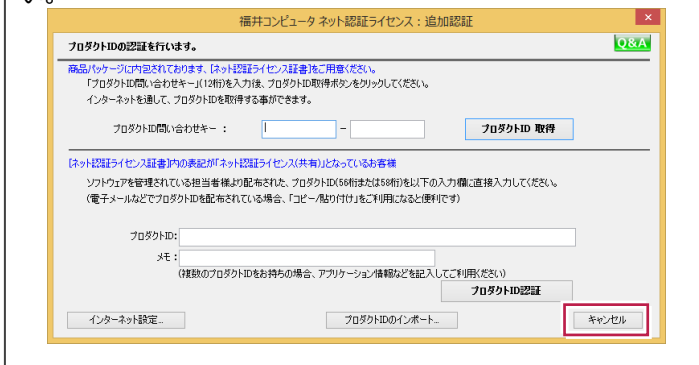 福井コンピュータ ネット認証ライセンス：追加認証
×
プロダクトIDの認証を行います。
Q&A
商品パッケージに内包されております、[ネット認証ライセンス証書]をご用意ください。
「プロダクトID問い合わせキー」(12桁)を入力後、プロダクトID取得ボタンをクリックしてください。
インターネットを通して、プロダクトIDを取得する事ができます。
プロダクトID問い合わせキー ：
－
プロダクトID 取得
[ネット認証ライセンス証書]内の表記が「ネット認証ライセンス(共有)」となっているお客様
ソフトウェアを管理されている担当者様より配布された、プロダクトID(56桁または58桁)を以下の入力欄に直接入力してください。
(電子メールなどでプロダクトIDを配布されている場合、「コピー/貼り付け」をご利用になると便利です)
プロダクトID：
メモ：
(複数のプロダクトIDをお持ちの場合、アプリケーション情報などを記入してご利用ください)
プロダクトID認証
インターネット設定...
プロダクトIDのインポート...
キャンセル